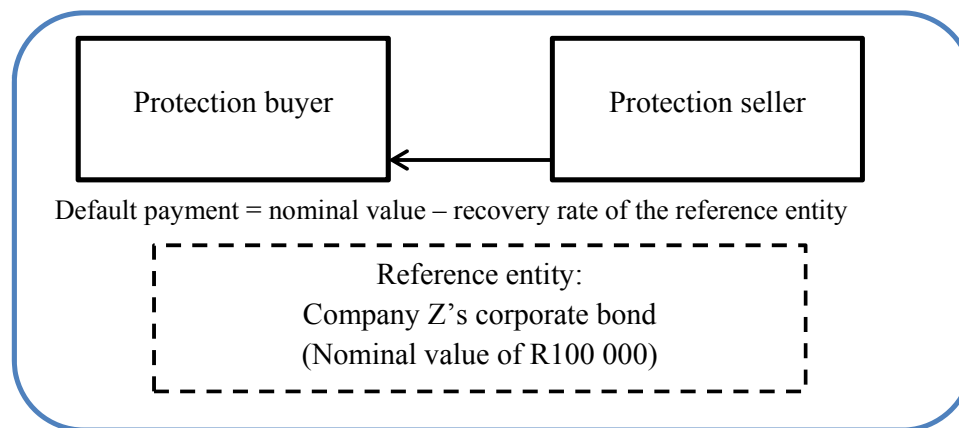 Protection buyer
Protection seller
Default payment = nominal value – recovery rate of the reference entity
Reference entity:
Company Z’s corporate bond
(Nominal value of R100 000)